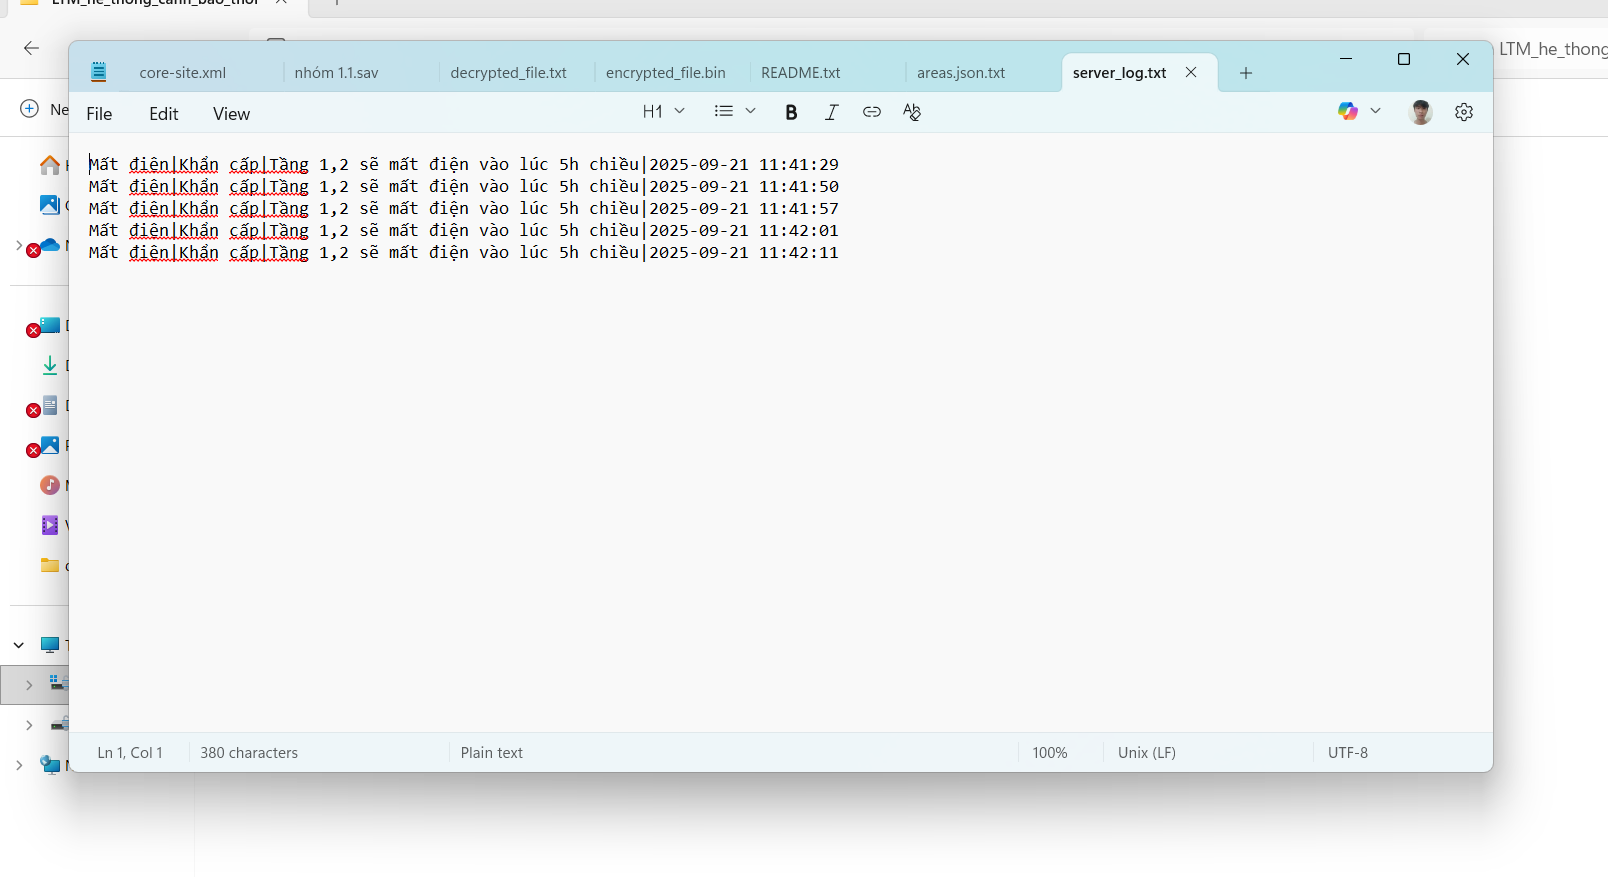 core-site.xml
nhóm 1.1.sav
decrypted_file.txt
encrypted_file.bin
README.txt
areas.json.txt
server_log.txt
LTM_he_thong
Ne
File
Edit
View
H1
B
I
Mất điện|Khẩn cấp|Tầng 1,2 sẽ mất điện vào lúc 5h chiều|2025-09-21 11:41:29
Mất điện|Khẩn cấp|Tầng 1,2 sẽ mất điện vào lúc 5h chiều|2025-09-21 11:41:50
Mất điện|Khẩn cấp|Tầng 1,2 sẽ mất điện vào lúc 5h chiều|2025-09-21 11:41:57
Mất điện|Khẩn cấp|Tầng 1,2 sẽ mất điện vào lúc 5h chiều|2025-09-21 11:42:01
Mất điện|Khẩn cấp|Tầng 1,2 sẽ mất điện vào lúc 5h chiều|2025-09-21 11:42:11
Ln 1, Col 1
380 characters
Plain text
100%
Unix (LF)
UTF-8